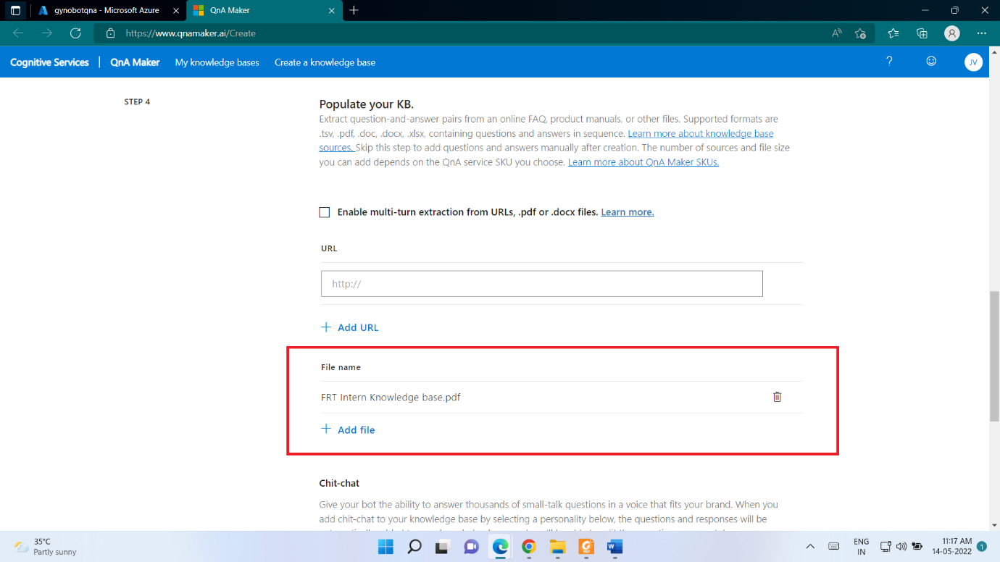 gynobotqna - Microsoft Azure
QnA Maker
https://www.qnamaker.ai/Create
Cognitive Services
QnA Maker
My knowledge bases
Create a knowledge base
?
JV
STEP 4
Populate your KB.
Extract question-and-answer pairs from an online FAQ, product manuals, or other files. Supported formats are
.tsv, .pdf, .doc, .docx, .xlsx, containing questions and answers in sequence. Learn more about knowledge base
sources. Skip this step to add questions and answers manually after creation. The number of sources and file size
you can add depends on the QnA service SKU you choose. Learn more about QnA Maker SKUs.
Enable multi-turn extraction from URLs, .pdf or .docx files. Learn more.
URL
http://
+ Add URL
File name
FRT Intern Knowledge base.pdf
+ Add file
Chit-chat
Give your bot the ability to answer thousands of small-talk questions in a voice that fits your brand. When you
add chit-chat to your knowledge base by selecting a personality below, the questions and responses will be
35°C
Partly sunny
ENG
IN
11:17 AM
14-05-2022
1